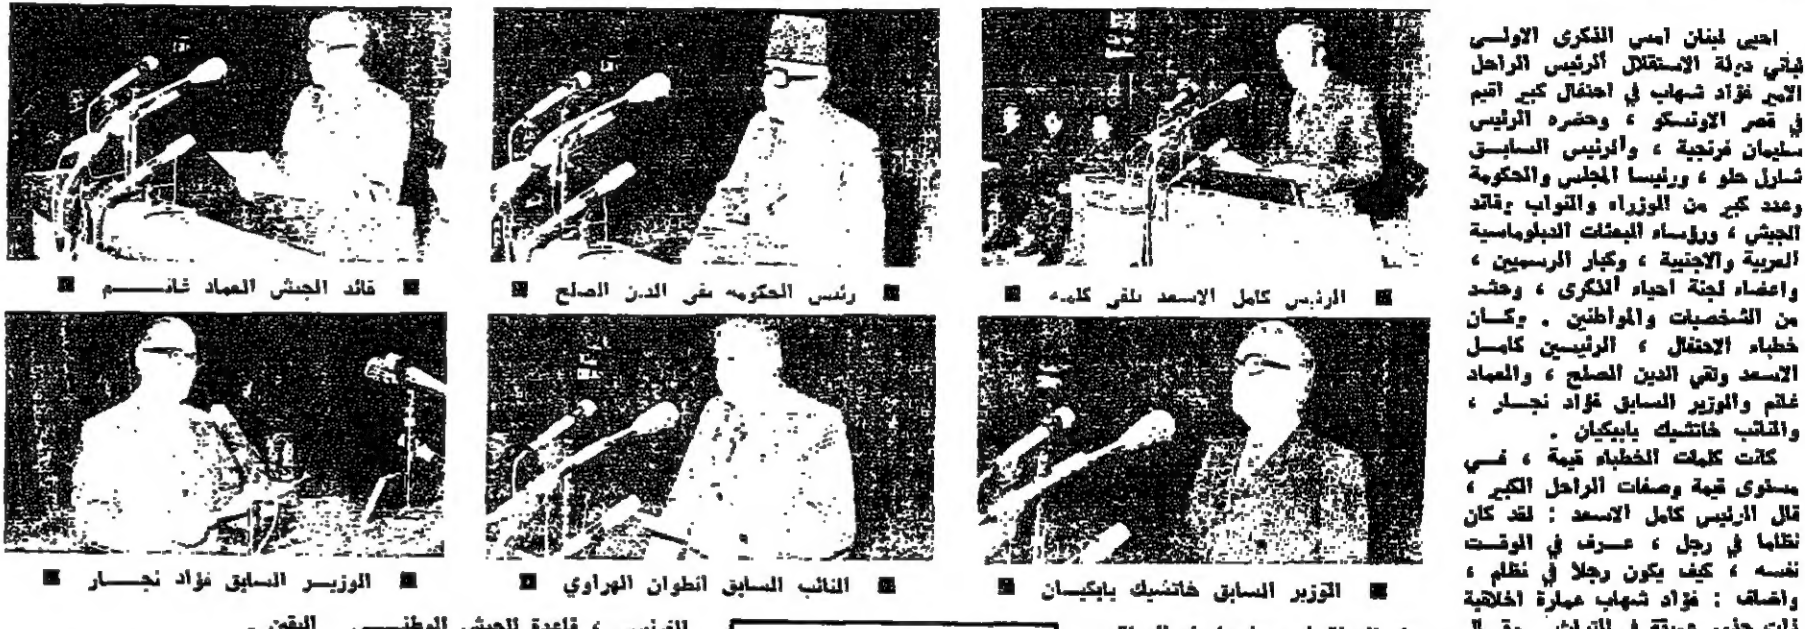 احيى لبنان امس الذكرى الاولى
لباني دولة الاستقلال الرئيس الراحل
الامير فؤاد شهاب في احتفال كبير اقيم
في قصر الاونسكو ، وحضره الرئيس
سليمان فرنجية ، والرئيس السابق
شارل حلو ، ورئيسا المجلس والحكومة
وعدد كبير من الوزراء والنواب وقائد
الجيش ، ورؤساء البعثات الدبلوماسية
العربية والاجنبية ، وكبار الرسميين ،
واعضاء لجنة احياء الذكرى ، وحشد
من الشخصيات والمواطنين . وكان
خطباء الاحتفال ، الرئيسين كامل
الاسعد وتقي الدين الصلح ، والعماد
غانم والوزير السابق فؤاد نجار ،
والنائب خاتشيك بابيكيان .
كانت كلمات الخطباء قيمة ، في
مستوى قيمة وصفات الراحل الكبير ،
قال الرئيس كامل الاسعد : لقد كان
نظاما في رجل ، عرف في الوقت
نفسه ، كيف يكون رجلا في نظام ،
واضاف : فؤاد شهاب عمارة اخلاقية
الرئيس كامل الاسعد يلقي كلمته
رئيس الحكومة تقي الدين الصلح
قائد الجيش العماد غانم
الوزير السابق خاتشيك بابكيان
النائب السابق انطوان الهراوي
الوزير السابق فؤاد نجار
قاعدة للجيش الوطني